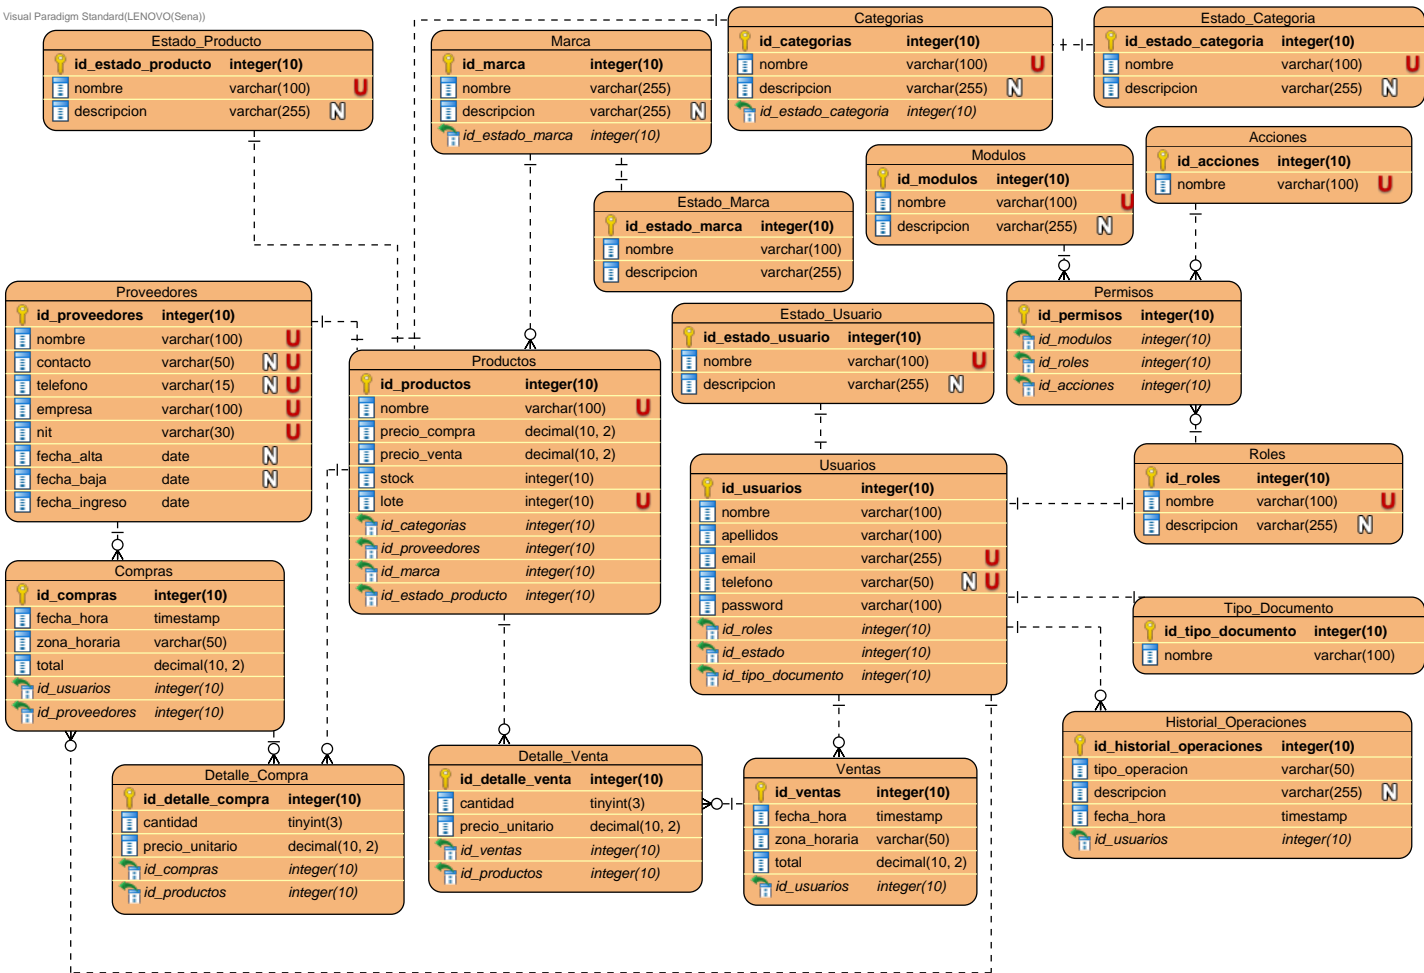 Visual Paradigm Standard(LENOVO(Sena))
Estado_Producto
id_estado_producto integer(10)
nombre varchar(100) U
descripcion varchar(255) N
Marca
id_marca integer(10)
nombre varchar(255)
descripcion varchar(255) N
id_estado_marca integer(10)
Categorias
id_categorias integer(10)
nombre varchar(100) U
descripcion varchar(255) N
id_estado_categoria integer(10)
Estado_Categoria
id_estado_categoria integer(10)
nombre varchar(100) U
descripcion varchar(255) N
Acciones
id_acciones integer(10)
nombre varchar(100) U
Modulos
id_modulos integer(10)
nombre varchar(100) U
descripcion varchar(255) N
Estado_Marca
id_estado_marca integer(10)
nombre varchar(100)
descripcion varchar(255)
Proveedores
id_proveedores integer(10)
nombre varchar(100) U
contacto varchar(50) N U
telefono varchar(15) N U
empresa varchar(100) U
nit varchar(30) U
fecha_alta date N
fecha_baja date N
fecha_ingreso date
Permisos
id_permisos integer(10)
id_modulos integer(10)
id_roles integer(10)
id_acciones integer(10)
Estado_Usuario
id_estado_usuario integer(10)
nombre varchar(100) U
descripcion varchar(255) N
Productos
id_productos integer(10)
nombre varchar(100) U
precio_compra decimal(10, 2)
precio_venta decimal(10, 2)
stock integer(10)
lote integer(10) U
id_categorias integer(10)
id_proveedores integer(10)
id_marca integer(10)
id_estado_producto integer(10)
Roles
id_roles integer(10)
nombre varchar(100) U
descripcion varchar(255) N
Usuarios
id_usuarios integer(10)
nombre varchar(100)
apellidos varchar(100)
email varchar(255) U
telefono varchar(50) N U
password varchar(100)
id_roles integer(10)
id_estado integer(10)
id_tipo_documento integer(10)
Compras
id_compras integer(10)
fecha_hora timestamp
zona_horaria varchar(50)
total decimal(10, 2)
id_usuarios integer(10)
id_proveedores integer(10)
Tipo_Documento
id_tipo_documento integer(10)
nombre varchar(100)
Historial_Operaciones
id_historial_operaciones integer(10)
tipo_operacion varchar(50)
descripcion varchar(255) N
fecha_hora timestamp
id_usuarios integer(10)
Detalle_Compra
id_detalle_compra integer(10)
cantidad tinyint(3)
precio_unitario decimal(10, 2)
id_compras integer(10)
id_productos integer(10)
Detalle_Venta
id_detalle_venta integer(10)
cantidad tinyint(3)
precio_unitario decimal(10, 2)
id_ventas integer(10)
id_productos integer(10)
Ventas
id_ventas integer(10)
fecha_hora timestamp
zona_horaria varchar(50)
total decimal(10, 2)
id_usuarios integer(10)